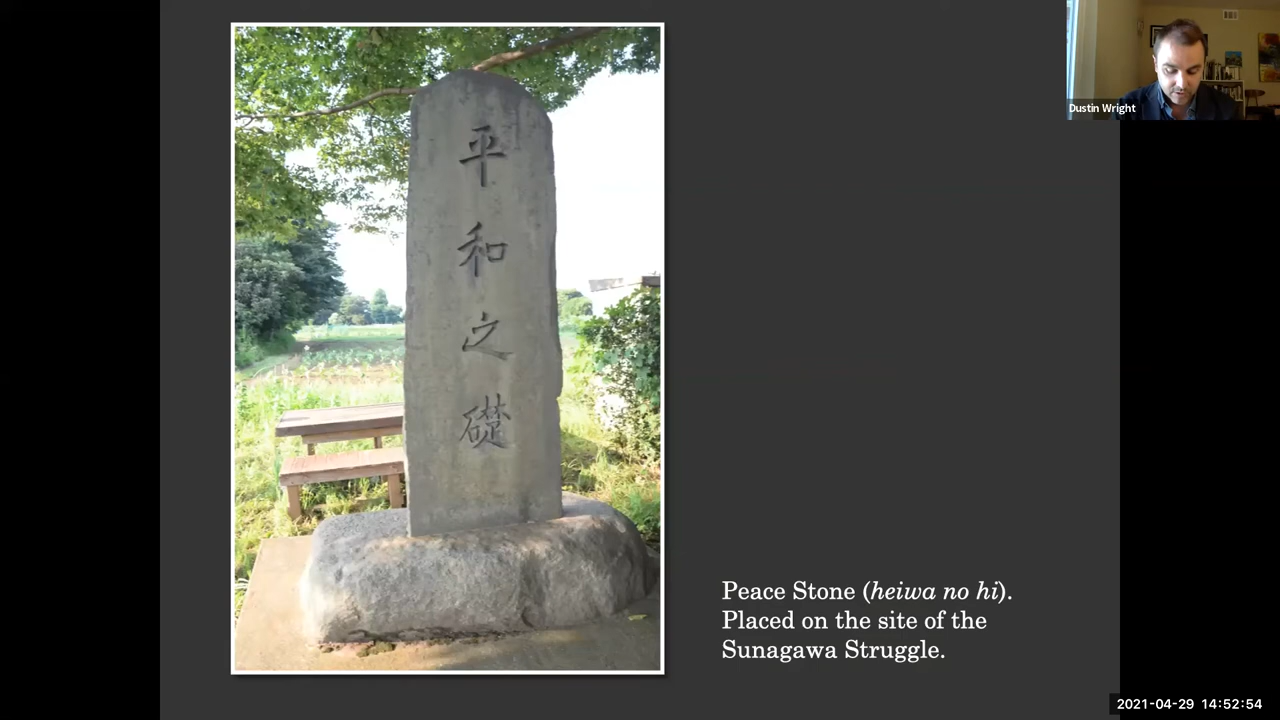 平和之礎
Peace Stone (heiwa no hi).
Placed on the site of the
Sunagawa Struggle.
Dustin Wright
2021-04-29 14:52:54